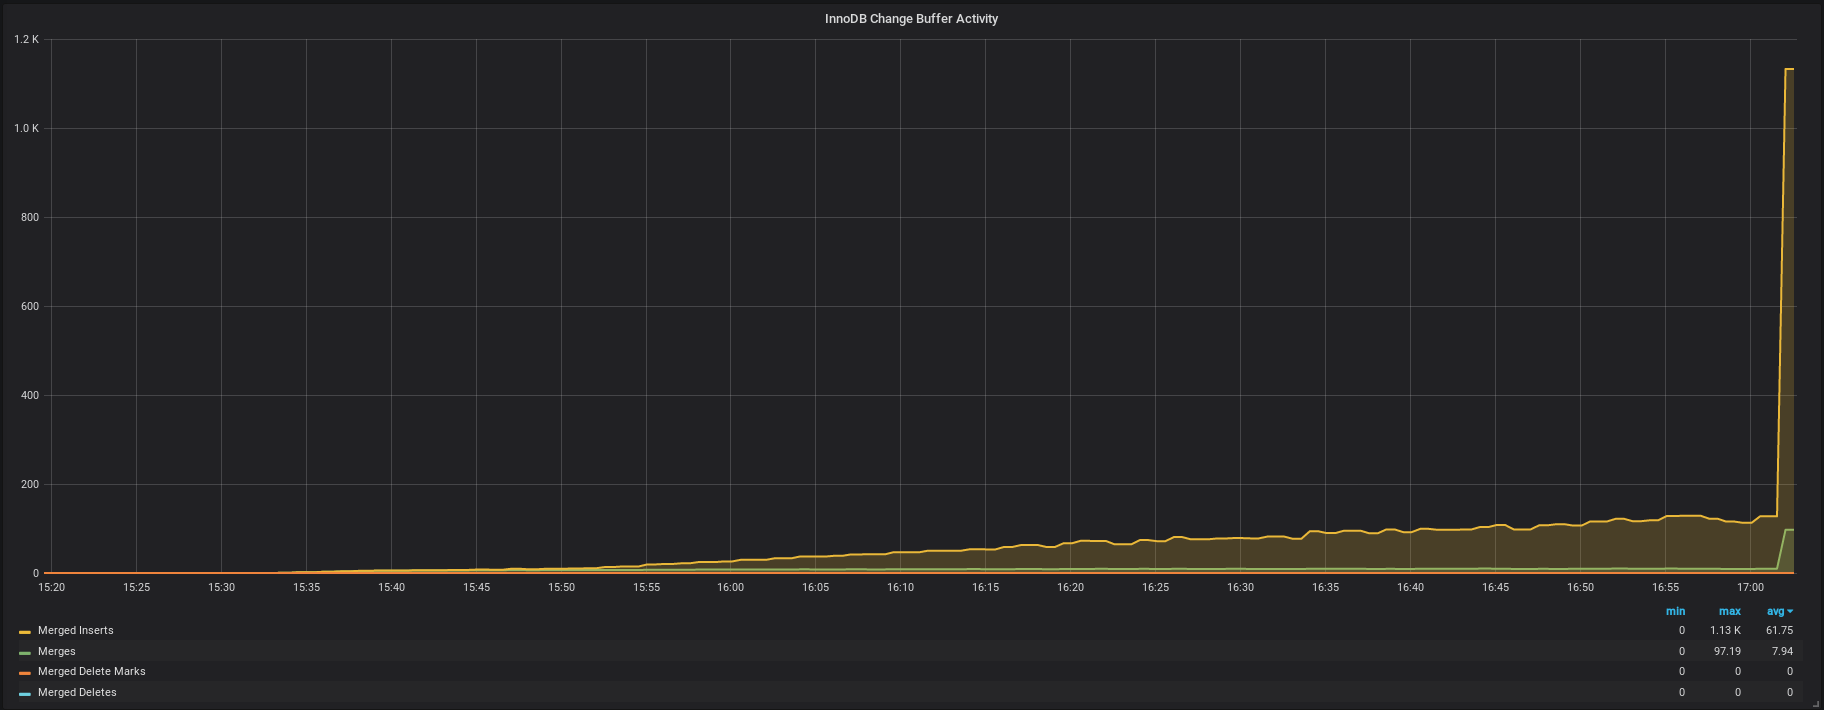 InnoDB Change Buffer Activity
1.2 K
1.0 K
800
600
400
200
0
15:20 15:25 15:30 15:35 15:40 15:45 15:50 15:55 16:00 16:05 16:10 16:15 16:20 16:25 16:30 16:35 16:40 16:45 16:50 16:55 17:00
min max avg
Merged Inserts 0 1.13 K 61.75
Merges 0 97.19 7.94
Merged Delete Marks 0 0 0
Merged Deletes 0 0 0